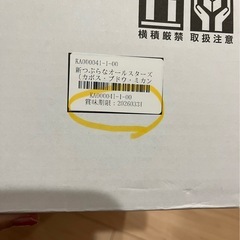 横積厳禁 取扱注意
KA000041-1-00
新つぶらなオールスターズ
(カボス・ブドウ・ミカン
KA000041-1-00
賞味期限：20260331